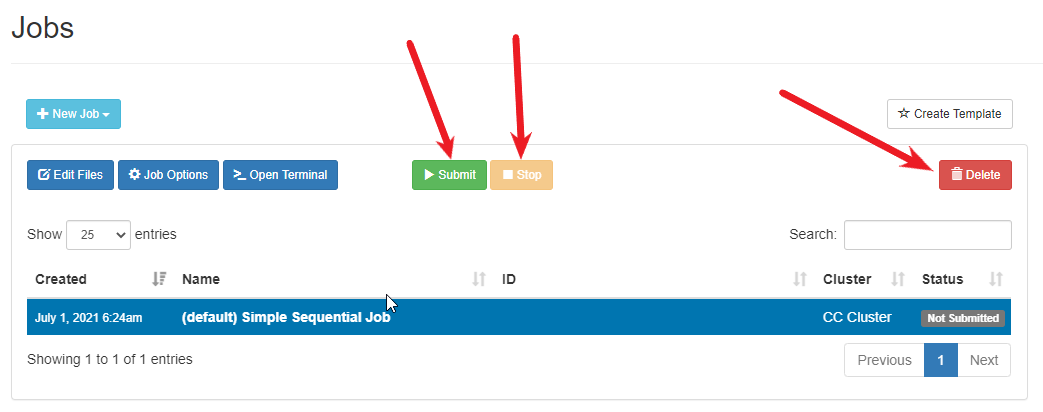 Jobs
New Job
Create Template
Edit Files Job Options Open Terminal Submit Stop Delete
Show 25 entries Search:
Created Name ID Cluster Status
July 1, 2021 6:24am (default) Simple Sequential Job CC Cluster Not Submitted
Showing 1 to 1 of 1 entries Previous 1 Next